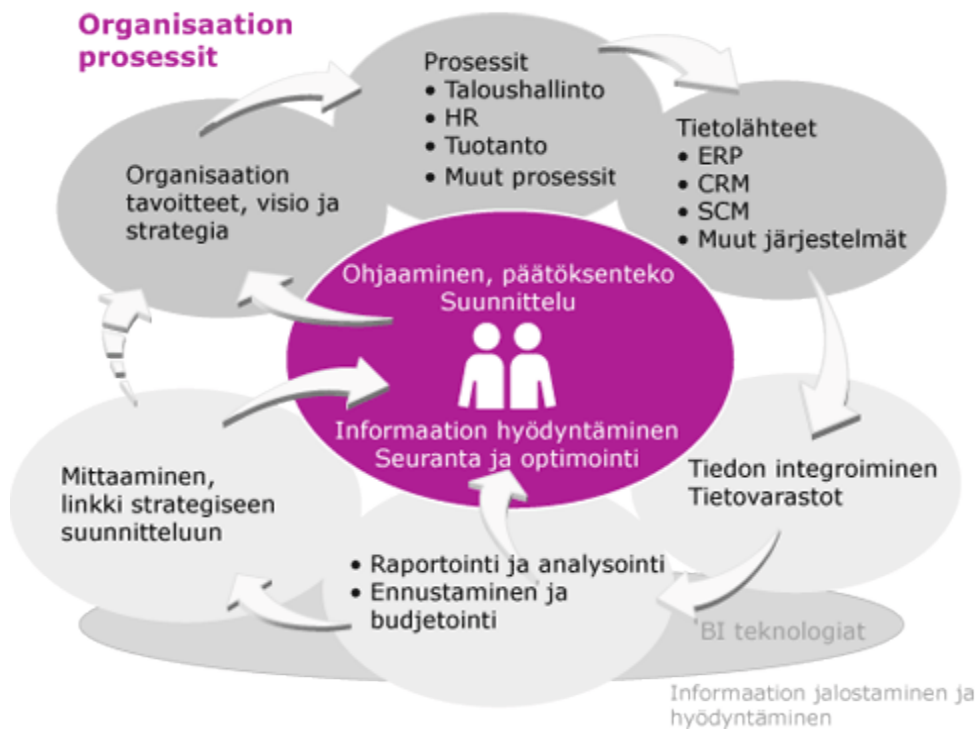 Organisaation
prosessit
Prosessit
• Taloushallinto
• HR
• Tuotanto
• Muut prosessit
Tietolähteet
• ERP
• CRM
• SCM
• Muut järjestelmät
Organisaation
tavoitteet, visio ja
strategia
Ohjaaminen, päätöksenteko
Suunnittelu
Informaation hyödyntäminen
Seuranta ja optimointi
Mittaaminen,
linkki strategiseen
suunnitteluun
Tiedon integroiminen
Tietovarastot
• Raportointi ja analysointi
• Ennustaminen ja
budjetointi
BI teknologiat
Informaation jalostaminen ja
hyödyntäminen